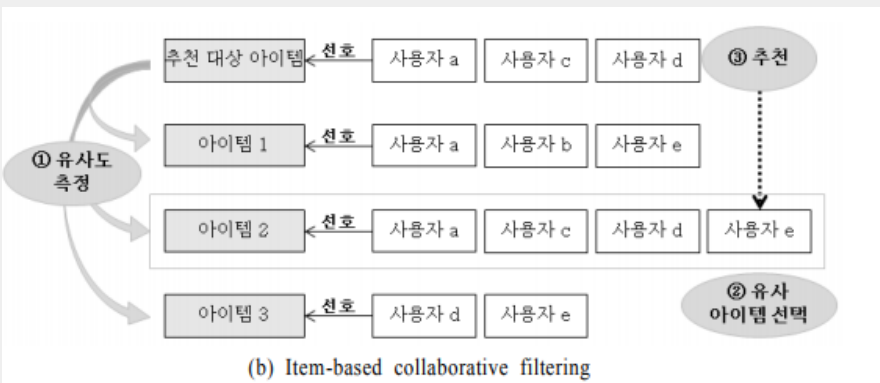 추천 대상 아이템 선호 사용자 a 사용자 c 사용자 d ③ 추천
아이템 1 선호 사용자 a 사용자 b 사용자 e
① 유사도
측정
아이템 2 선호 사용자 a 사용자 c 사용자 d 사용자 e
② 유사
아이템 선택
아이템 3 선호 사용자 d 사용자 e
(b) Item-based collaborative filtering